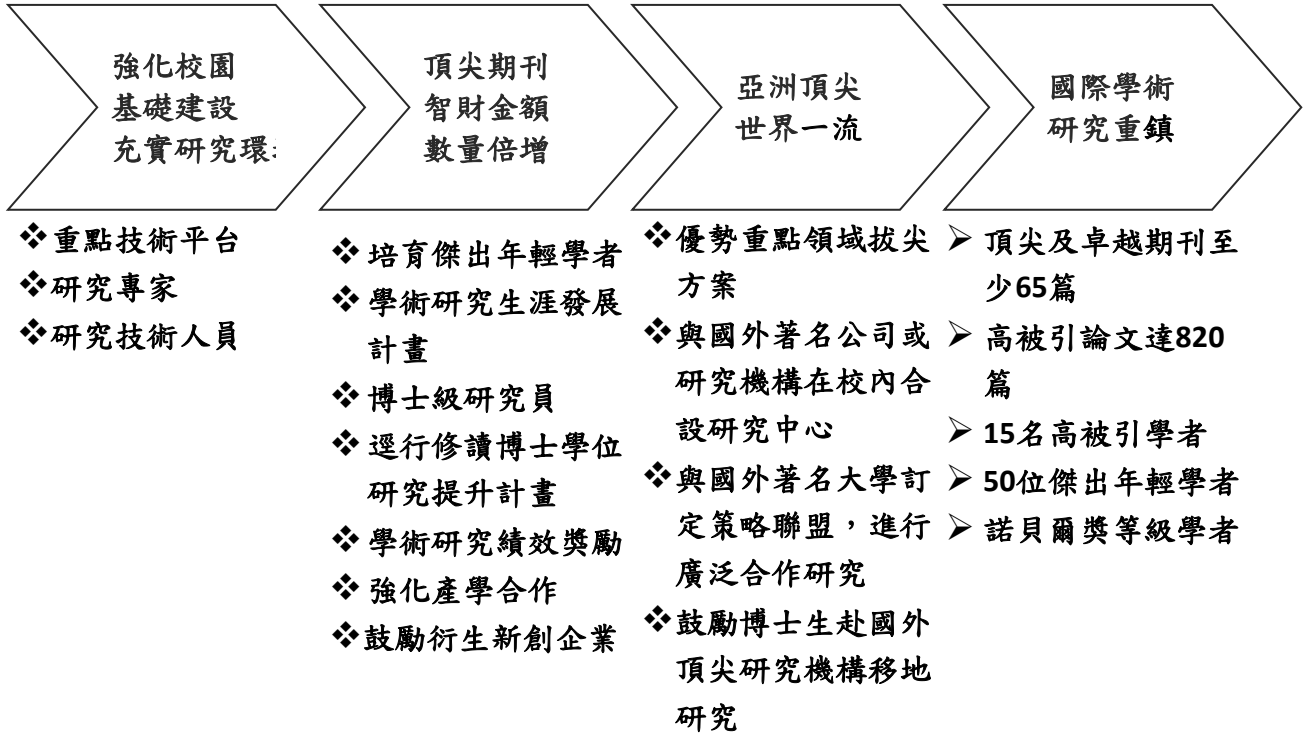 強化校園
基礎建設
充實研究環
頂尖期刊
智財金額
數量倍增
亞洲頂尖
世界一流
國際學術
研究重鎮
❖重點技術平台
❖研究專家
❖研究技術人員
❖培育傑出年輕學者
❖學術研究生涯發展
計畫
❖博士級研究員
❖逕行修讀博士學位
研究提升計畫
❖學術研究績效獎勵
❖強化產學合作
❖鼓勵衍生新創企業
❖優勢重點領域拔尖
方案
❖與國外著名公司或
研究機構在校內合
設研究中心
❖與國外著名大學訂
定策略聯盟，進行
廣泛合作研究
❖鼓勵博士生赴國外
頂尖研究機構移地
研究
➢ 頂尖及卓越期刊至
少65篇
➢ 高被引論文達820
篇
➢ 15名高被引學者
➢ 50位傑出年輕學者
➢ 諾貝爾獎等級學者